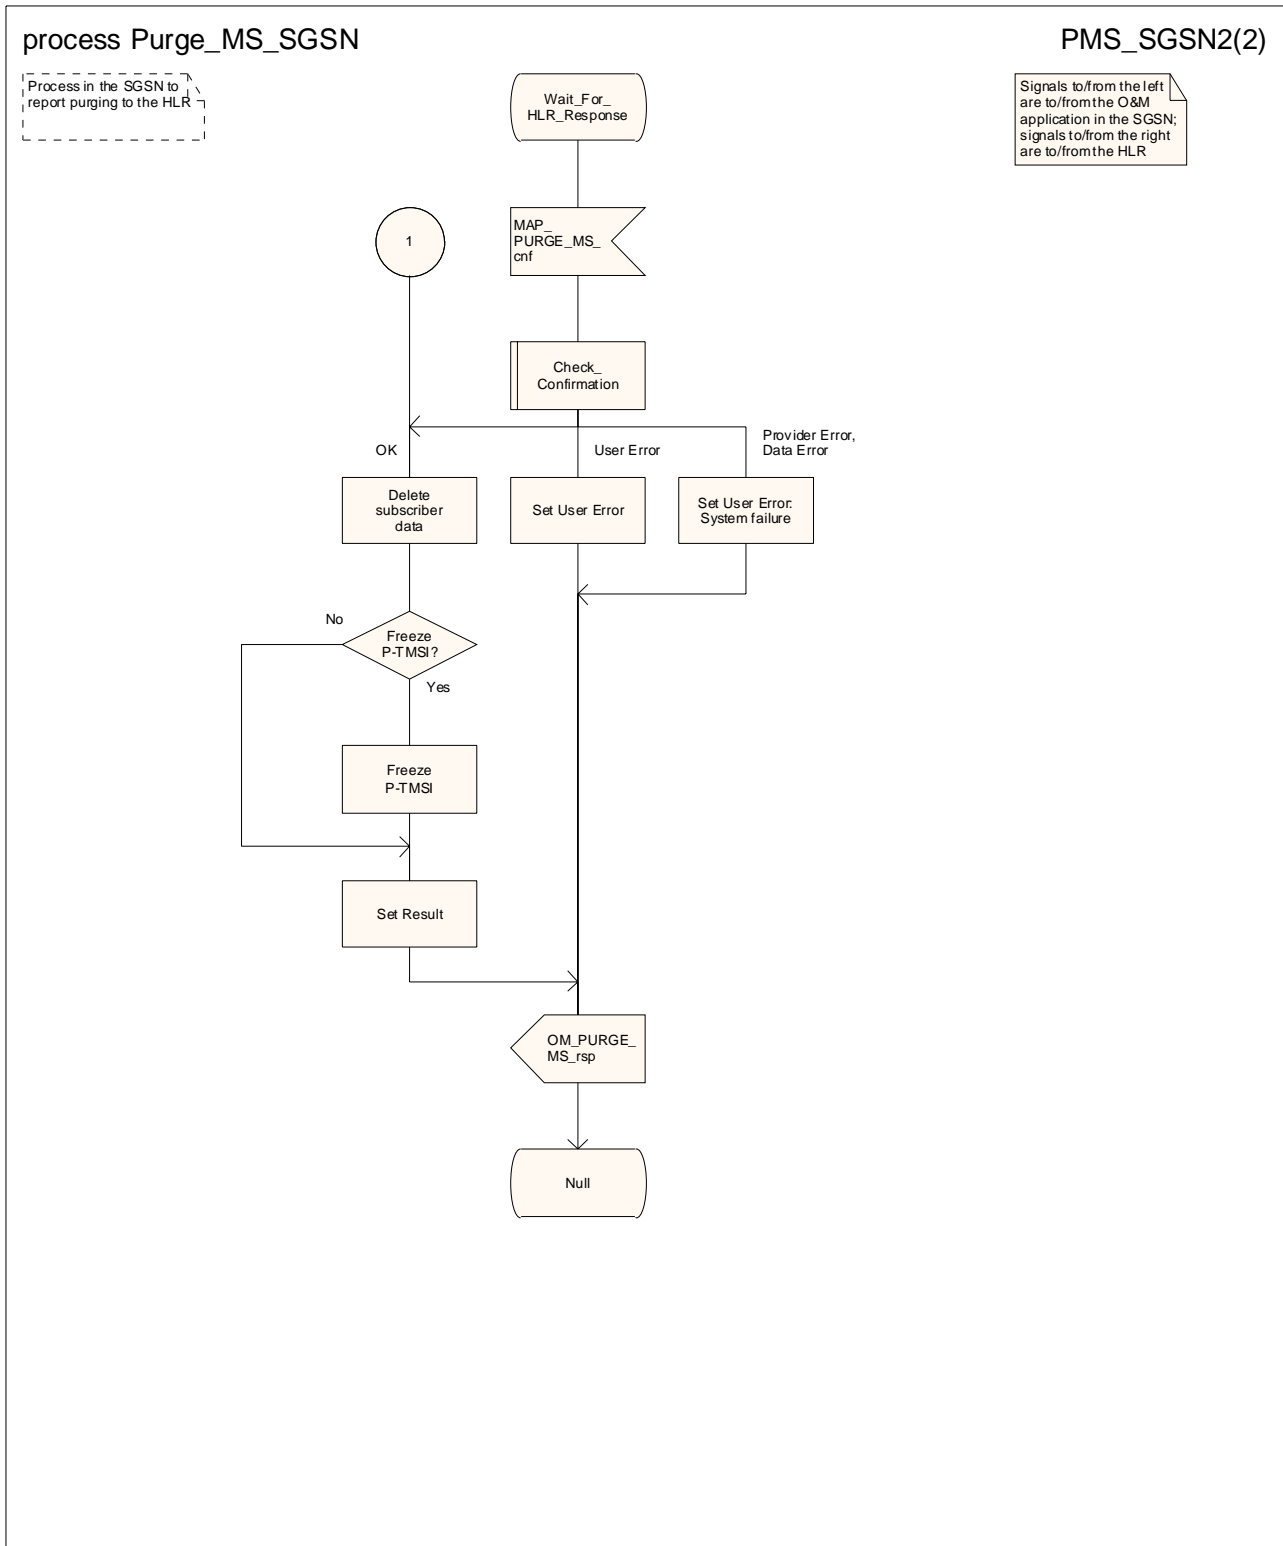 process Purge_MS_SGSN
PMS_SGSN2(2)
Process in the SGSN to
report purging to the HLR
Wait_For_
HLR_Response
Signals to/from the left
are to/from the O&M
application in the SGSN;
signals to/from the right
are to/from the HLR
1
MAP_
PURGE_MS_
cnf
Check_
Confirmation
OK
User Error
Provider Error,
Data Error
Delete
subscriber
data
Set User Error
Set User Error:
System failure
No
Freeze
P-TMSI?
Yes
Freeze
P-TMSI
Set Result
OM_PURGE_
MS_rsp
Null